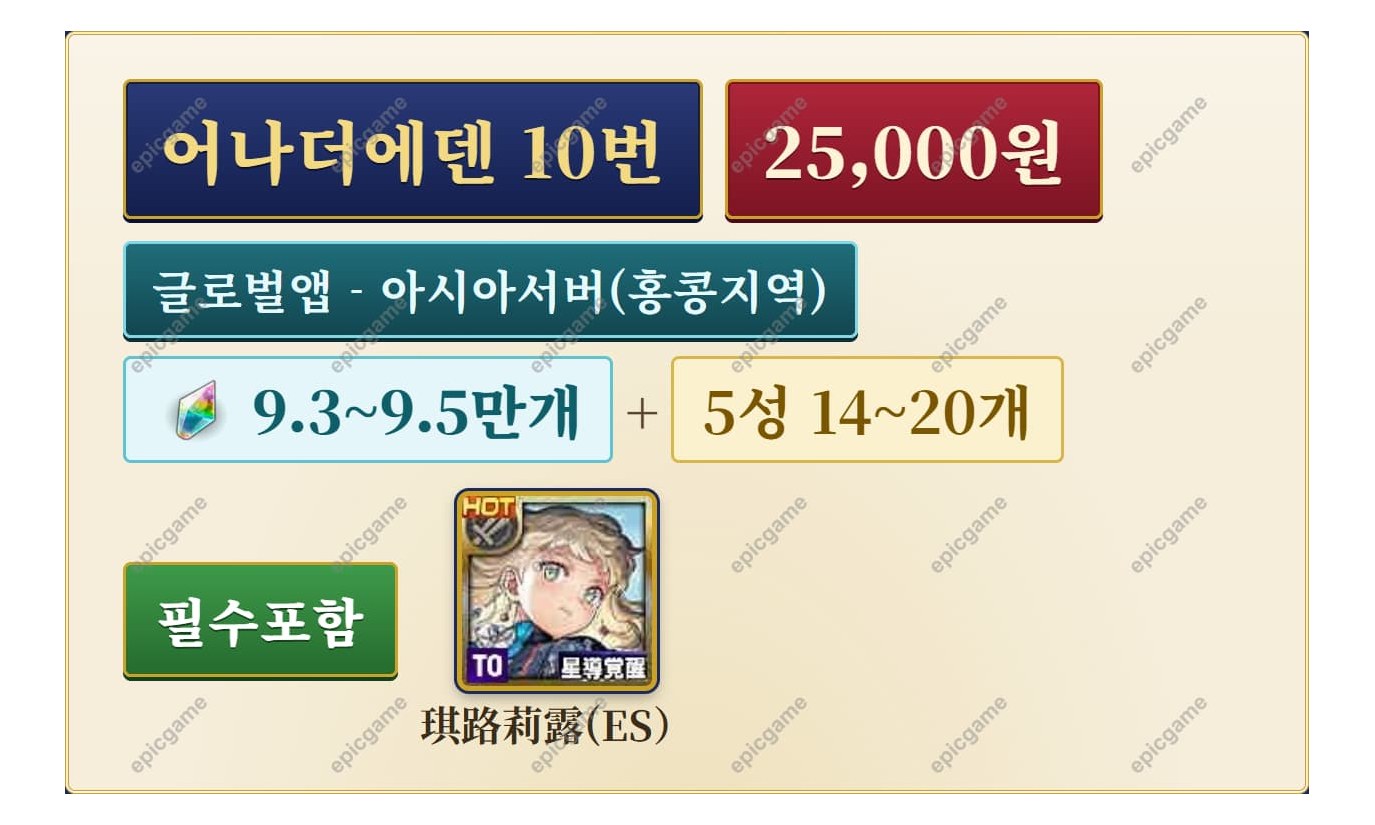 어나더에덴 10번 25,000원
글로벌앱 - 아시아서버(홍콩지역)
9.3~9.5만개 + 5성 14~20개
HOT
필수포함
TO 星導覚醒
琪路莉露(ES)
epicgame